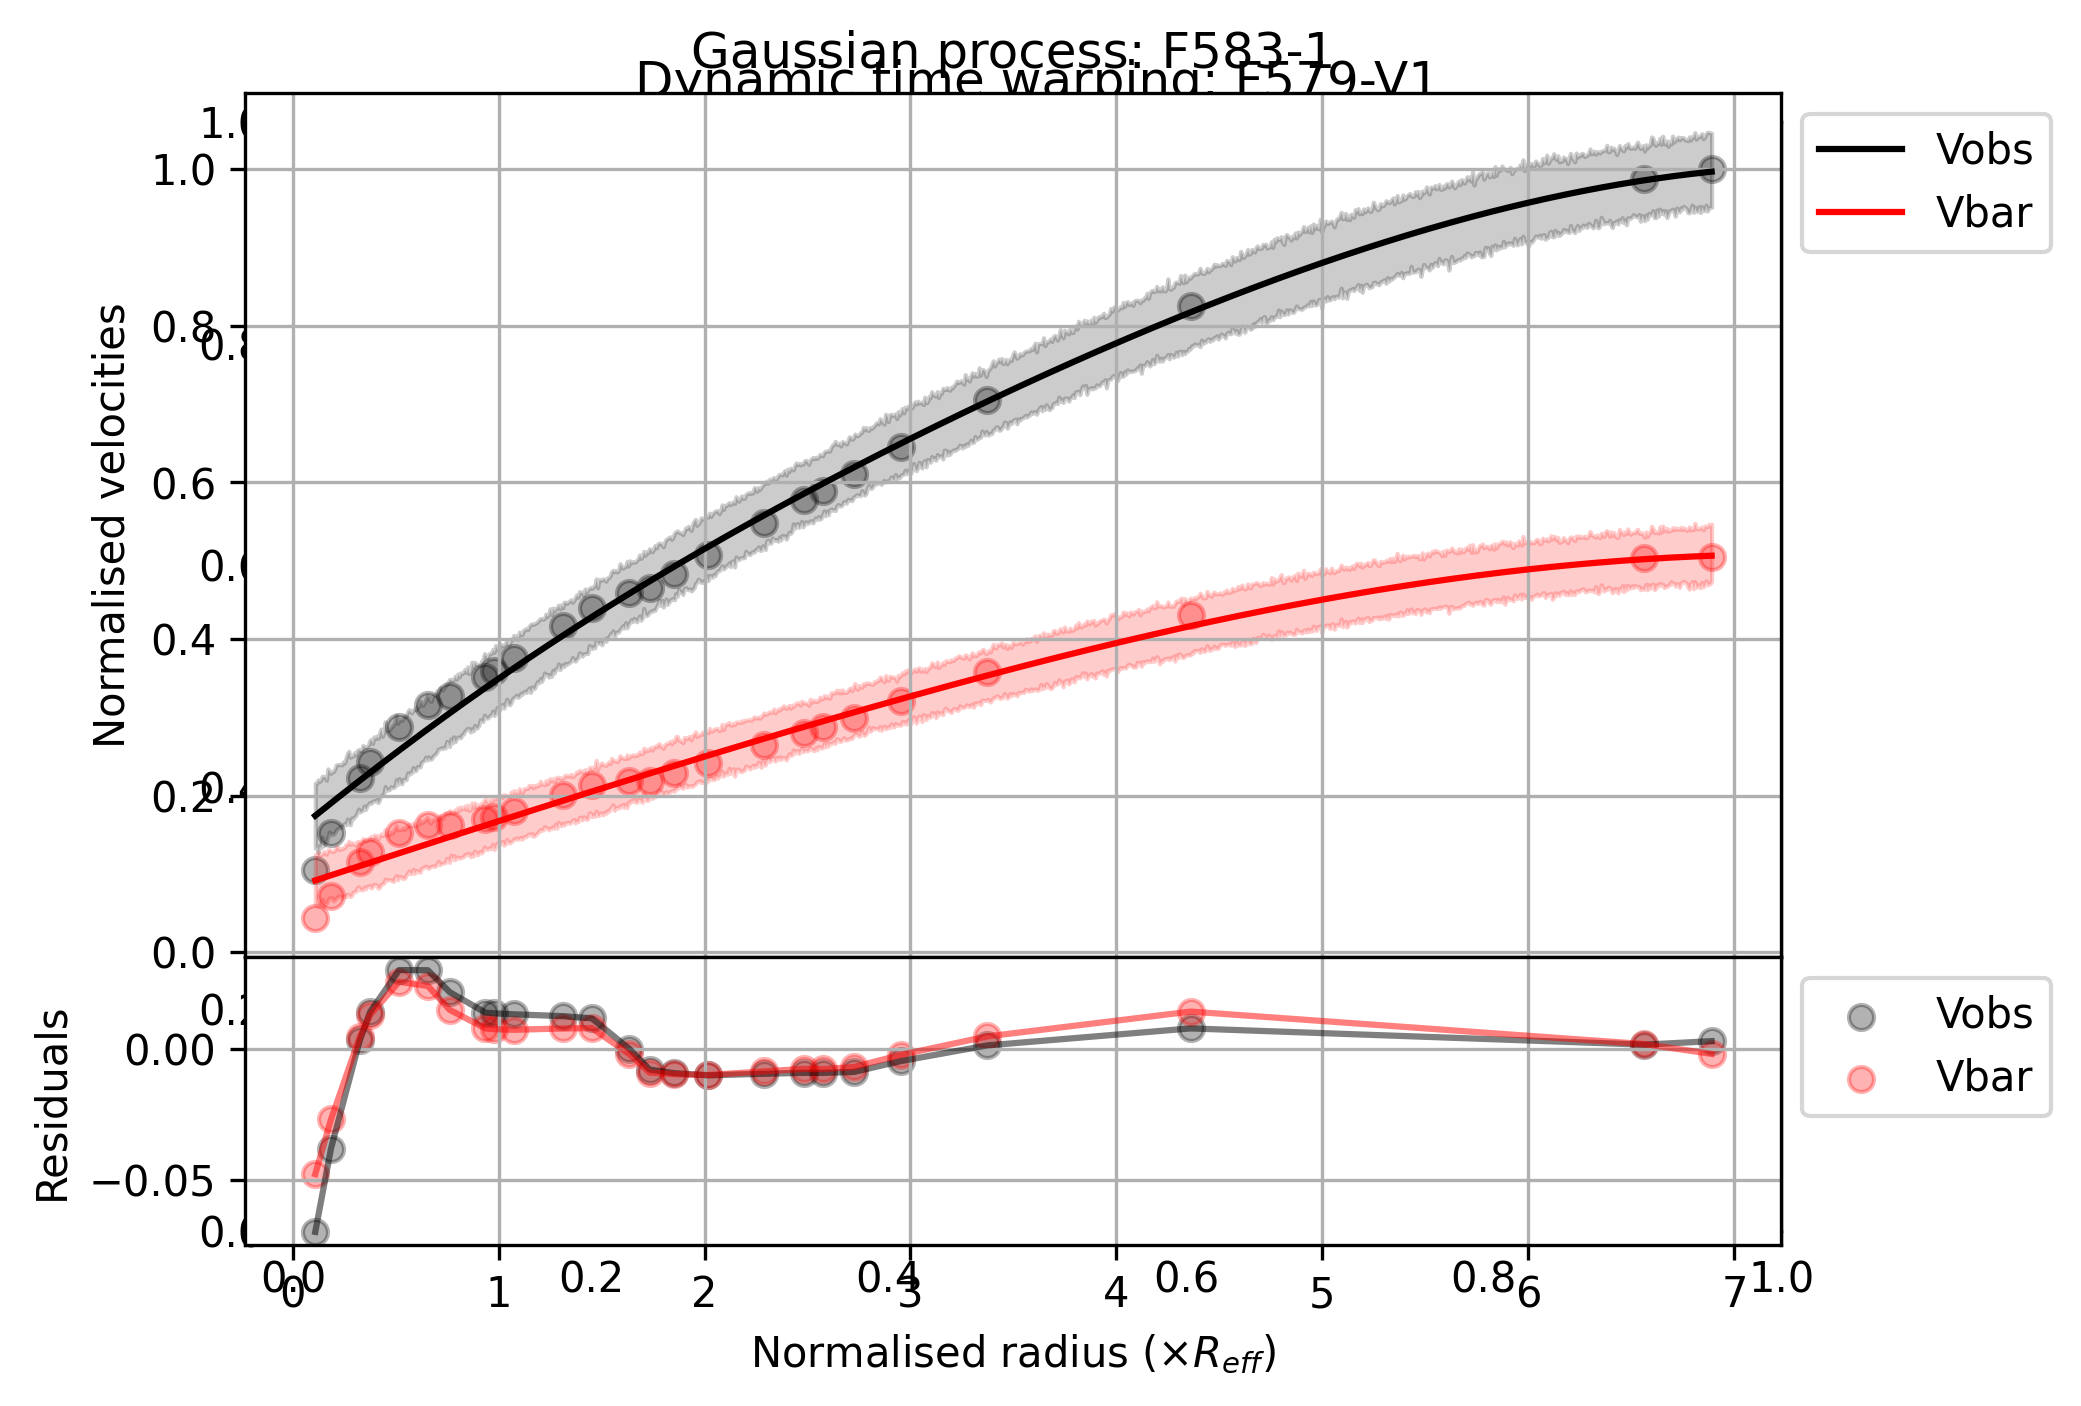 Gaussian process: F583-1
Dynamic time warping: F579-V1
Normalised velocities
1.0
0.8
0.6
0.4
0.2
0.0
Vobs
Vbar
Residuals
0.00
−0.05
Vobs
Vbar
0.0 0.2 0.4 0.6 0.8 1.0
0 1 2 3 4 5 6 7
Normalised radius (×Reff)